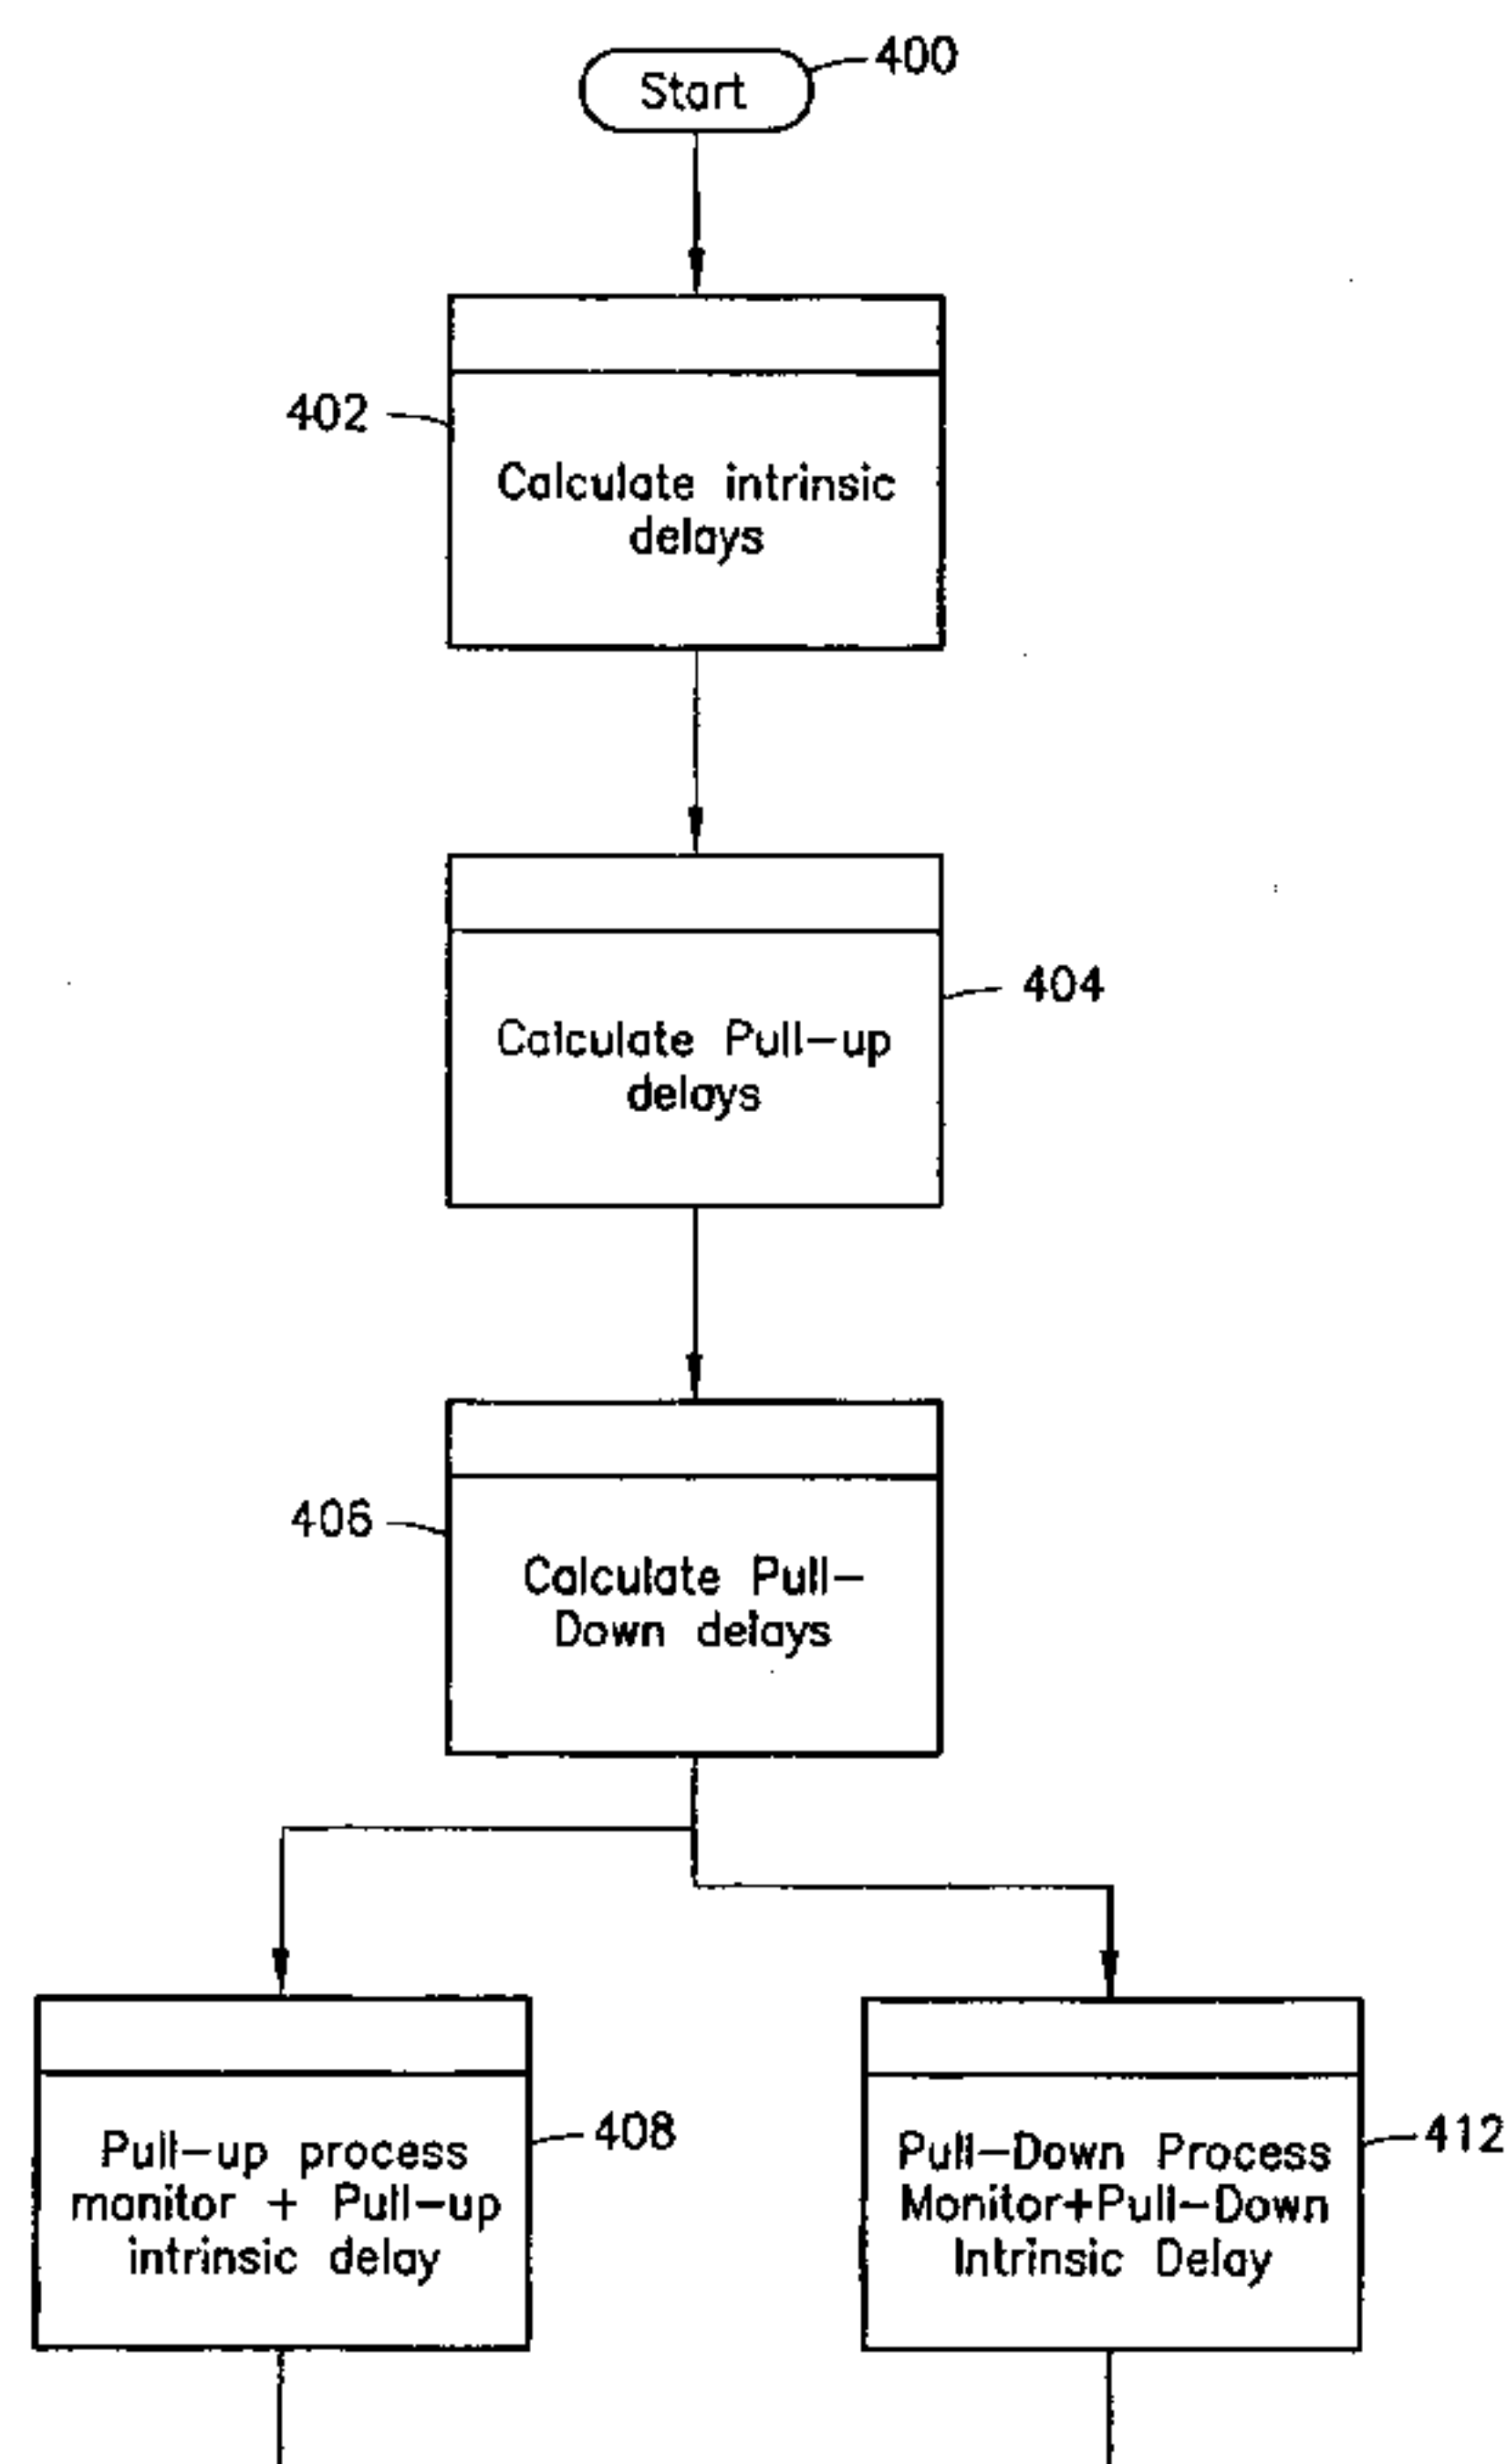 Start
400
402
Calculate intrinsic
delays
404
Calculate Pull-up
delays
406
Calculate Pull-
Down delays
Pull-up process
monitor + Pull-up
intrinsic delay
408
Pull-Down Process
Monitor+Pull-Down
Intrinsic Delay
412